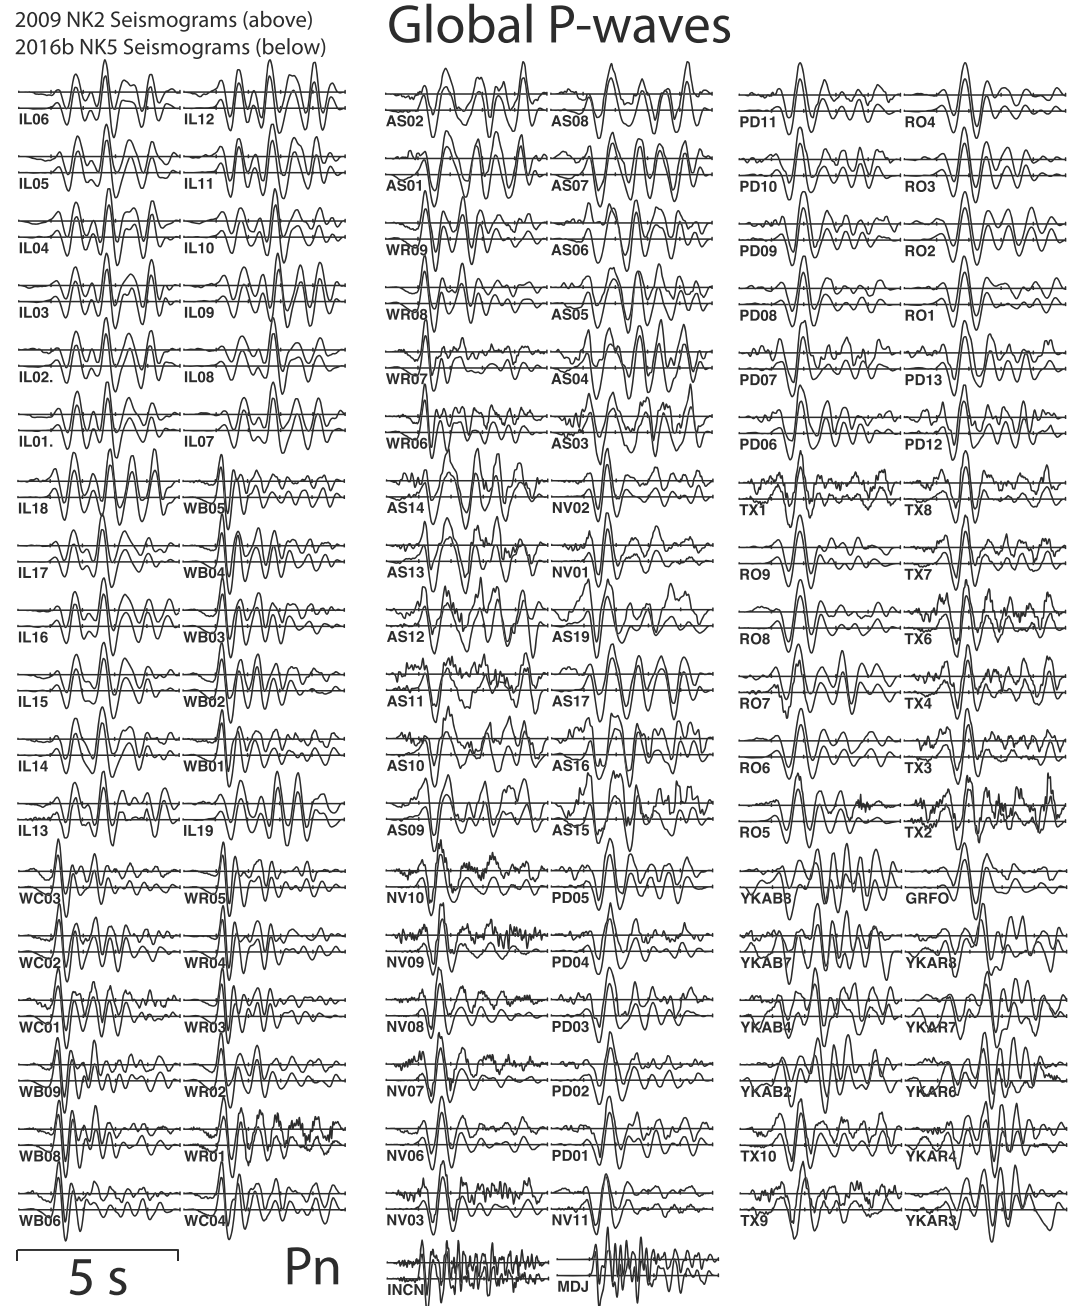 2009 NK2 Seismograms (above)
2016b NK5 Seismograms (below)
Global P-waves
IL06 IL12 AS02 AS08 PD11 RO4
IL05 IL11 AS01 AS07 PD10 RO3
IL04 IL10 WR09 AS06 PD09 RO2
IL03 IL09 WR08 AS05 PD08 RO1
IL02. IL08 WR07 AS04 PD07 PD13
IL01. IL07 WR06 AS03 PD06 PD12
IL18 WB05 AS14 NV02 TX1 TX8
IL17 WB04 AS13 NV01 RO9 TX7
IL16 WB03 AS12 AS19 RO8 TX6
IL15 WB02 AS11 AS17 RO7 TX4
IL14 WB01 AS10 AS16 RO6 TX3
IL13 IL19 AS09 AS15 RO5 TX2
WC03 WR05 NV10 PD05 YKAB3 GRFO
WC02 WR04 NV09 PD04 YKAB7 YKAR8
WC01 WR03 NV08 PD03 YKAB4 YKAR7
WB09 WR02 NV07 PD02 YKAB2 YKAR6
WB08 WR01 NV06 PD01 TX10 YKAR4
WB06 WC04 NV03 NV11 TX9 YKAR3
5 s
Pn
INCN MDJ